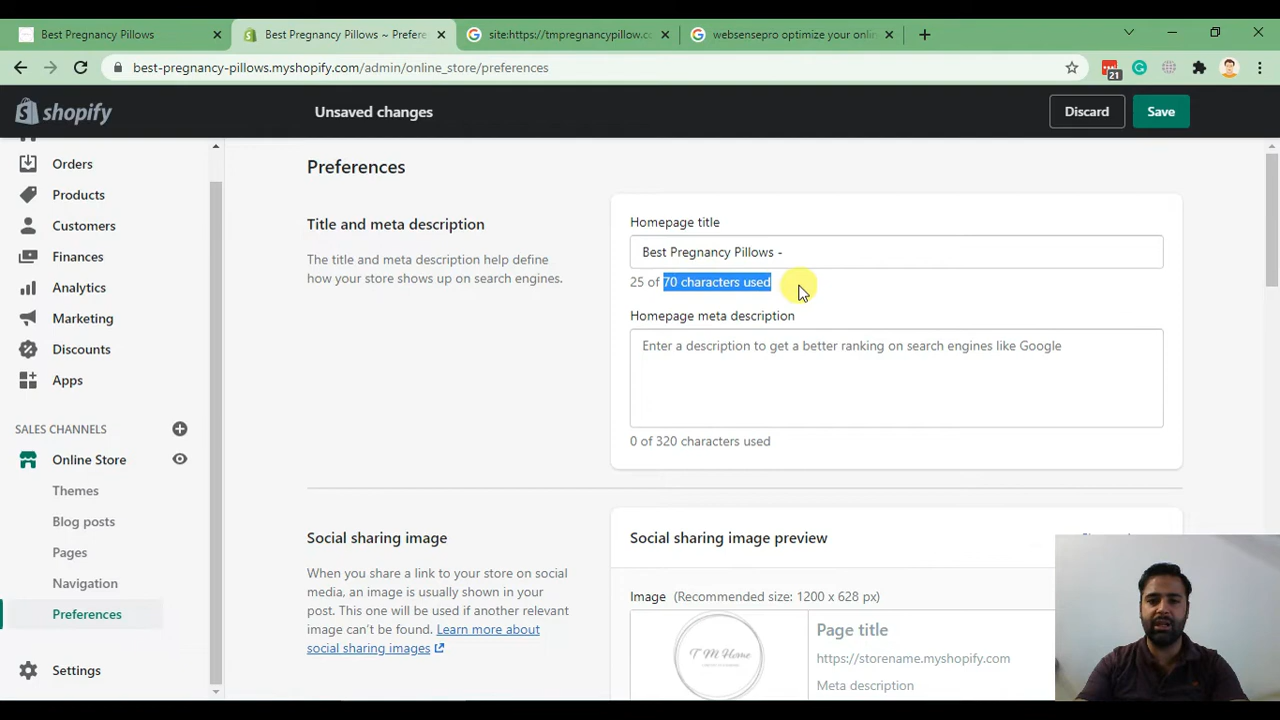 Best Pregnancy Pillows
Best Pregnancy Pillows ~ Prefere
site:https://tmpregnancypillow.c
websensepro optimize your onlin
best-pregnancy-pillows.myshopify.com/admin/online_store/preferences
21
shopify
Unsaved changes
Discard
Save
Orders
Products
Customers
Finances
Analytics
Marketing
Discounts
Apps
SALES CHANNELS
Online Store
Themes
Blog posts
Pages
Navigation
Preferences
Settings
Preferences
Title and meta description
The title and meta description help define
how your store shows up on search engines.
Homepage title
Best Pregnancy Pillows -
25 of 70 characters used
Homepage meta description
Enter a description to get a better ranking on search engines like Google
0 of 320 characters used
Social sharing image
When you share a link to your store on social
media, an image is usually shown in your
post. This one will be used if another relevant
image can't be found. Learn more about
social sharing images
Social sharing image preview
Image (Recommended size: 1200 x 628 px)
T M Home
Page title
https://storename.myshopify.com
Meta description